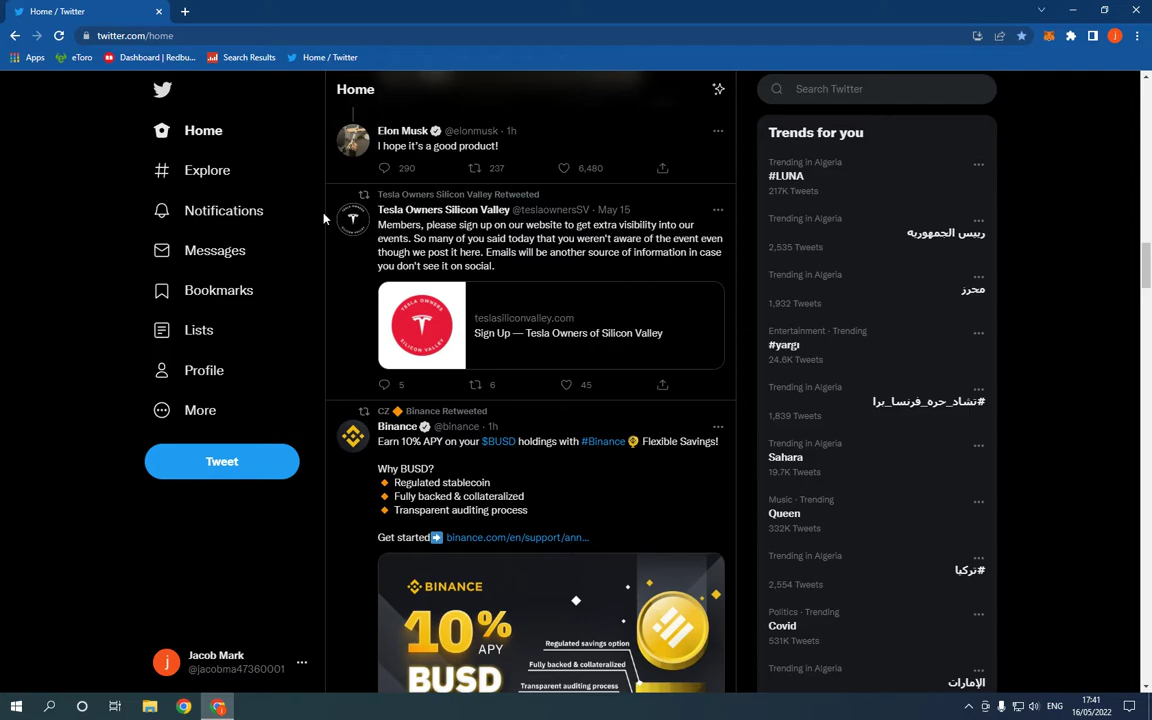 Home / Twitter
twitter.com/home
Apps
eToro
Dashboard | Redbu...
Search Results
Home / Twitter
Home
Explore
Notifications
Messages
Bookmarks
Lists
Profile
More
Tweet
Jacob Mark
@jacobma47360001
Home
Elon Musk @elonmusk · 1h
I hope it's a good product!
290 237 6,480
Tesla Owners Silicon Valley Retweeted
Tesla Owners Silicon Valley @teslaownersSV · May 15
Members, please sign up on our website to get extra visibility into our
events. So many of you said today that you weren't aware of the event even
though we post it here. Emails will be another source of information in case
you don't see it on social.
TESLA OWNERS
SILICON VALLEY
teslasiliconvalley.com
Sign Up — Tesla Owners of Silicon Valley
5 6 45
CZ 🔶 Binance Retweeted
Binance @binance · 1h
Earn 10% APY on your $BUSD holdings with #Binance Flexible Savings!
Why BUSD?
🔸 Regulated stablecoin
🔸 Fully backed & collateralized
🔸 Transparent auditing process
Get started➡️ binance.com/en/support/ann...
BINANCE
10%
APY
BUSD
Regulated savings option
Fully backed & collateralized
Transparent auditing process
Search Twitter
Trends for you
Trending in Algeria
#LUNA
217K Tweets
Trending in Algeria
رييس الجمهوريه
2,535 Tweets
Trending in Algeria
محرز
1,932 Tweets
Entertainment · Trending
#yargı
24.6K Tweets
Trending in Algeria
#تشاد_حره_فرنسا_برا
1,839 Tweets
Trending in Algeria
Sahara
19.7K Tweets
Music · Trending
Queen
332K Tweets
Trending in Algeria
#تركيا
2,554 Tweets
Politics · Trending
Covid
531K Tweets
Trending in Algeria
الإمارات
ENG
17:41
16/05/2022